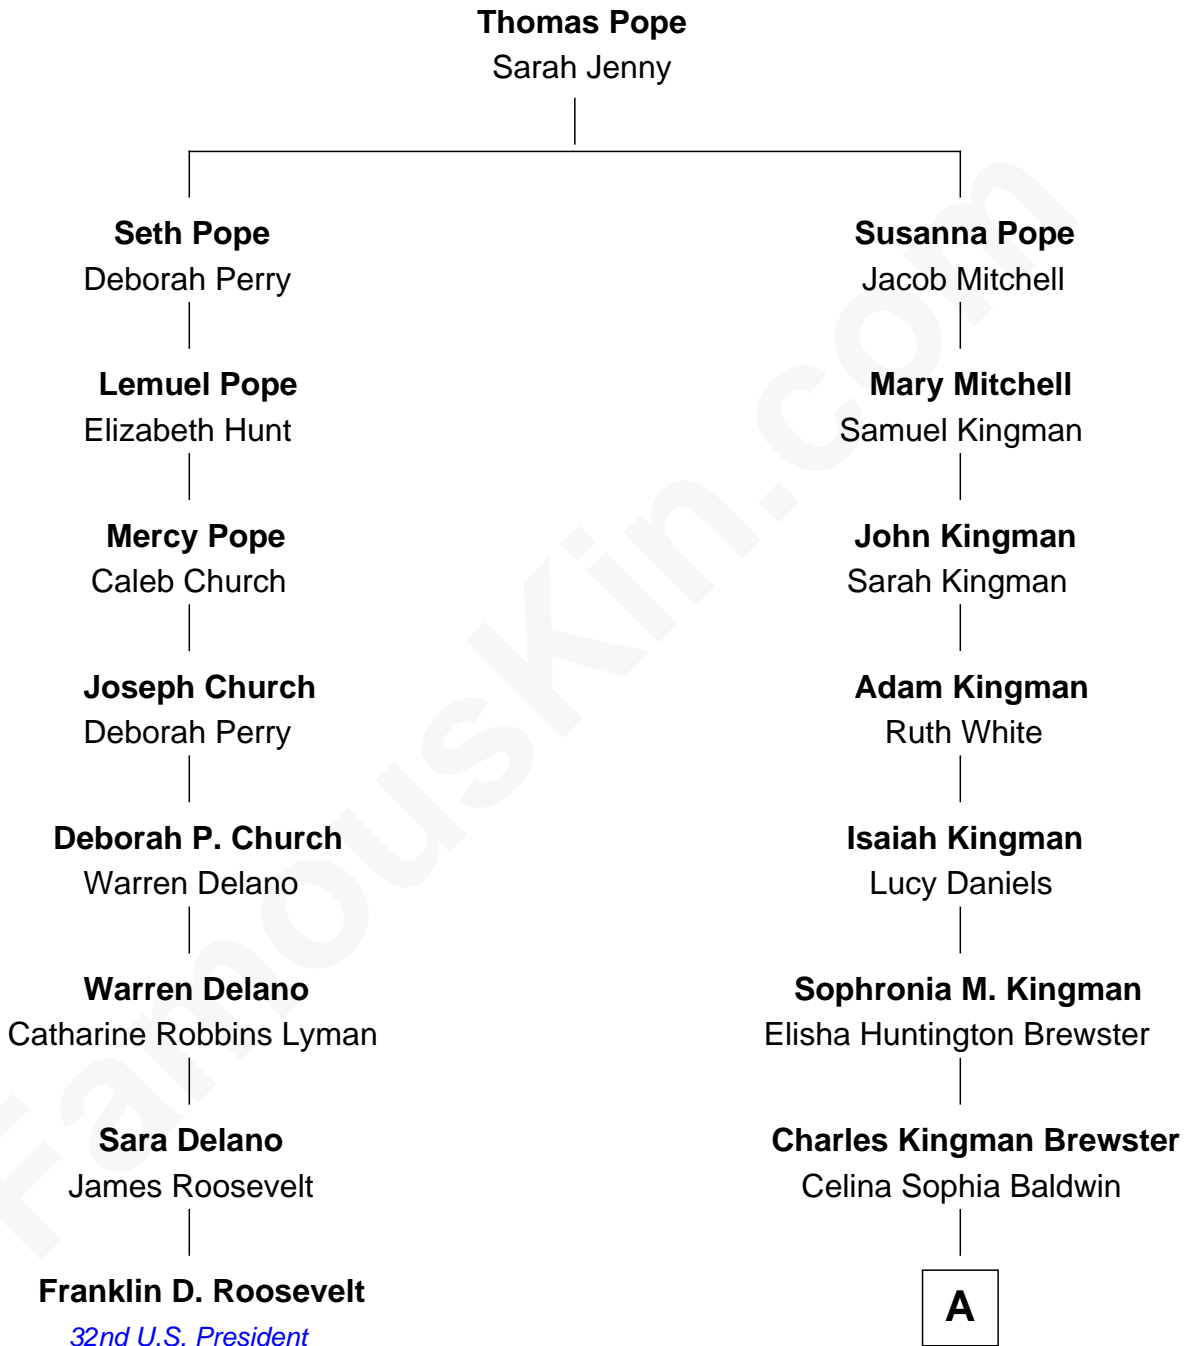 Thomas Pope
Sarah Jenny
Seth Pope
Deborah Perry
Lemuel Pope
Elizabeth Hunt
Mercy Pope
Caleb Church
Joseph Church
Deborah Perry
Deborah P. Church
Warren Delano
Warren Delano
Catharine Robbins Lyman
Sara Delano
James Roosevelt
Franklin D. Roosevelt
32nd U.S. President
Susanna Pope
Jacob Mitchell
Mary Mitchell
Samuel Kingman
John Kingman
Sarah Kingman
Adam Kingman
Ruth White
Isaiah Kingman
Lucy Daniels
Sophronia M. Kingman
Elisha Huntington Brewster
Charles Kingman Brewster
Celina Sophia Baldwin
A
FamousKin.com